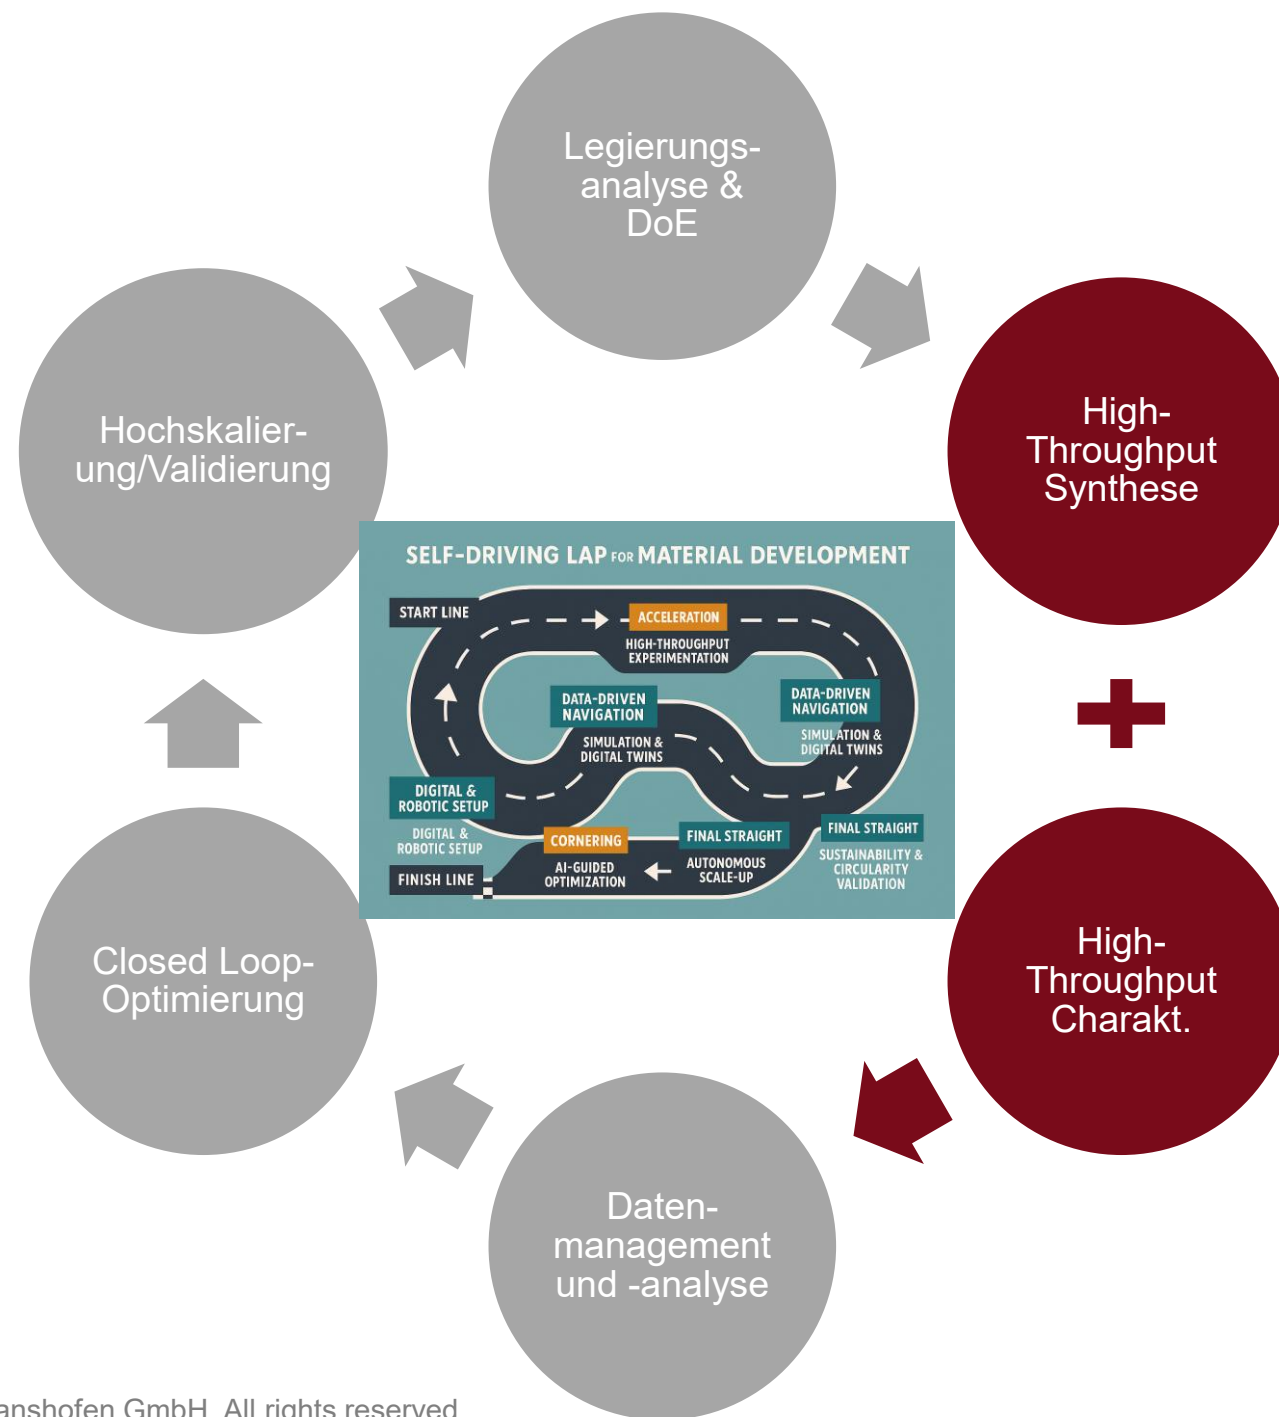 Legierungs-
analyse &
DoE
High-
Throughput
Synthese
High-
Throughput
Charakt.
Daten-
management
und -analyse
Closed Loop-
Optimierung
Hochskalier-
ung/Validierung
SELF-DRIVING LAP FOR MATERIAL DEVELOPMENT
START LINE
ACCELERATION
HIGH-THROUGHPUT
EXPERIMENTATION
DATA-DRIVEN
NAVIGATION
SIMULATION &
DIGITAL TWINS
DATA-DRIVEN
NAVIGATION
SIMULATION &
DIGITAL TWINS
DIGITAL &
ROBOTIC SETUP
DIGITAL &
ROBOTIC SETUP
CORNERING
AI-GUIDED
OPTIMIZATION
FINAL STRAIGHT
AUTONOMOUS
SCALE-UP
FINAL STRAIGHT
SUSTAINABILITY &
CIRCULARITY
VALIDATION
FINISH LINE
anshofen GmbH. All rights reserved